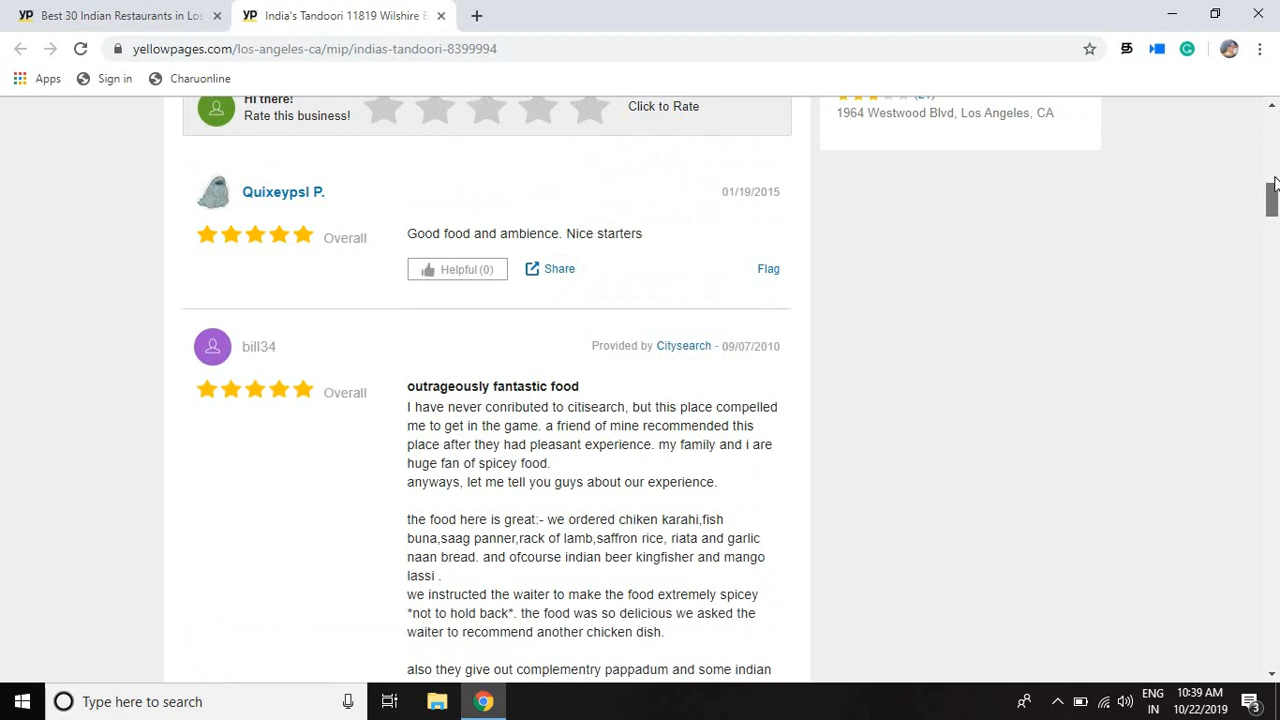 yp Best 30 Indian Restaurants in Los
yp India's Tandoori 11819 Wilshire B
yellowpages.com/los-angeles-ca/mip/indias-tandoori-8399994
Apps Sign in Charuonline
Hi there!
Rate this business!
Click to Rate
1964 Westwood Blvd, Los Angeles, CA
Quixeypsl P.
01/19/2015
Overall
Good food and ambience. Nice starters
Helpful (0)
Share
Flag
bill34
Provided by Citysearch - 09/07/2010
Overall
outrageously fantastic food
I have never conributed to citisearch, but this place compelled
me to get in the game. a friend of mine recommended this
place after they had pleasant experience. my family and i are
huge fan of spicey food.
anyways, let me tell you guys about our experience.
the food here is great:- we ordered chiken karahi,fish
buna,saag panner,rack of lamb,saffron rice, riata and garlic
naan bread. and ofcourse indian beer kingfisher and mango
lassi .
we instructed the waiter to make the food extremely spicey
*not to hold back*. the food was so delicious we asked the
waiter to recommend another chicken dish.
also they give out complementry pappadum and some indian
Type here to search
ENG
IN
10:39 AM
10/22/2019
3